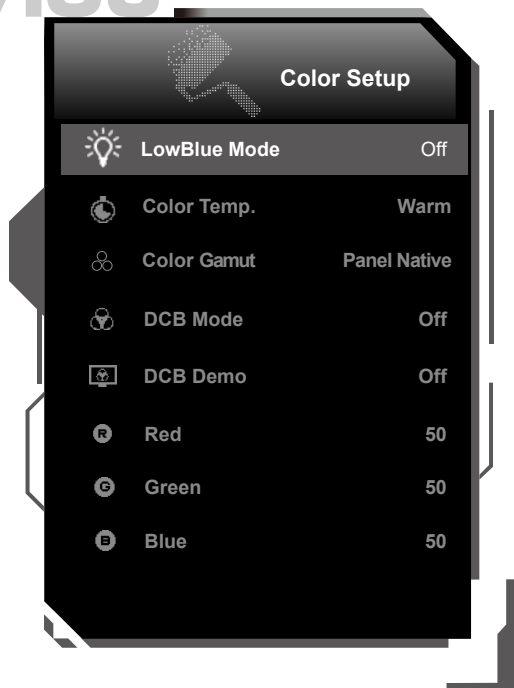 Color Setup
LowBlue Mode Off
Color Temp. Warm
Color Gamut Panel Native
DCB Mode Off
DCB Demo Off
R Red 50
G Green 50
B Blue 50